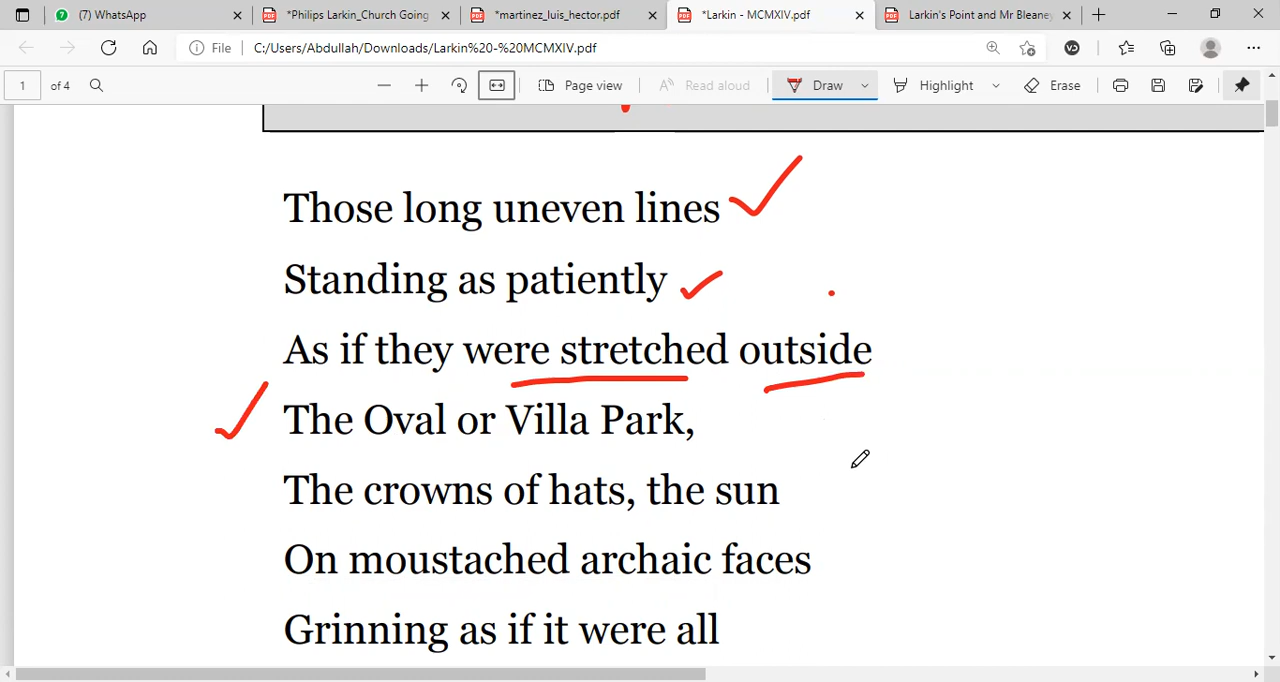 (7) WhatsApp
*Philips Larkin_Church Going
*martinez_luis_hector.pdf
*Larkin - MCMXIV.pdf
Larkin's Point and Mr Bleaney
File
C:/Users/Abdullah/Downloads/Larkin%20-%20MCMXIV.pdf
1 of 4
Page view
Read aloud
Draw
Highlight
Erase
Those long uneven lines
Standing as patiently
As if they were stretched outside
The Oval or Villa Park,
The crowns of hats, the sun
On moustached archaic faces
Grinning as if it were all